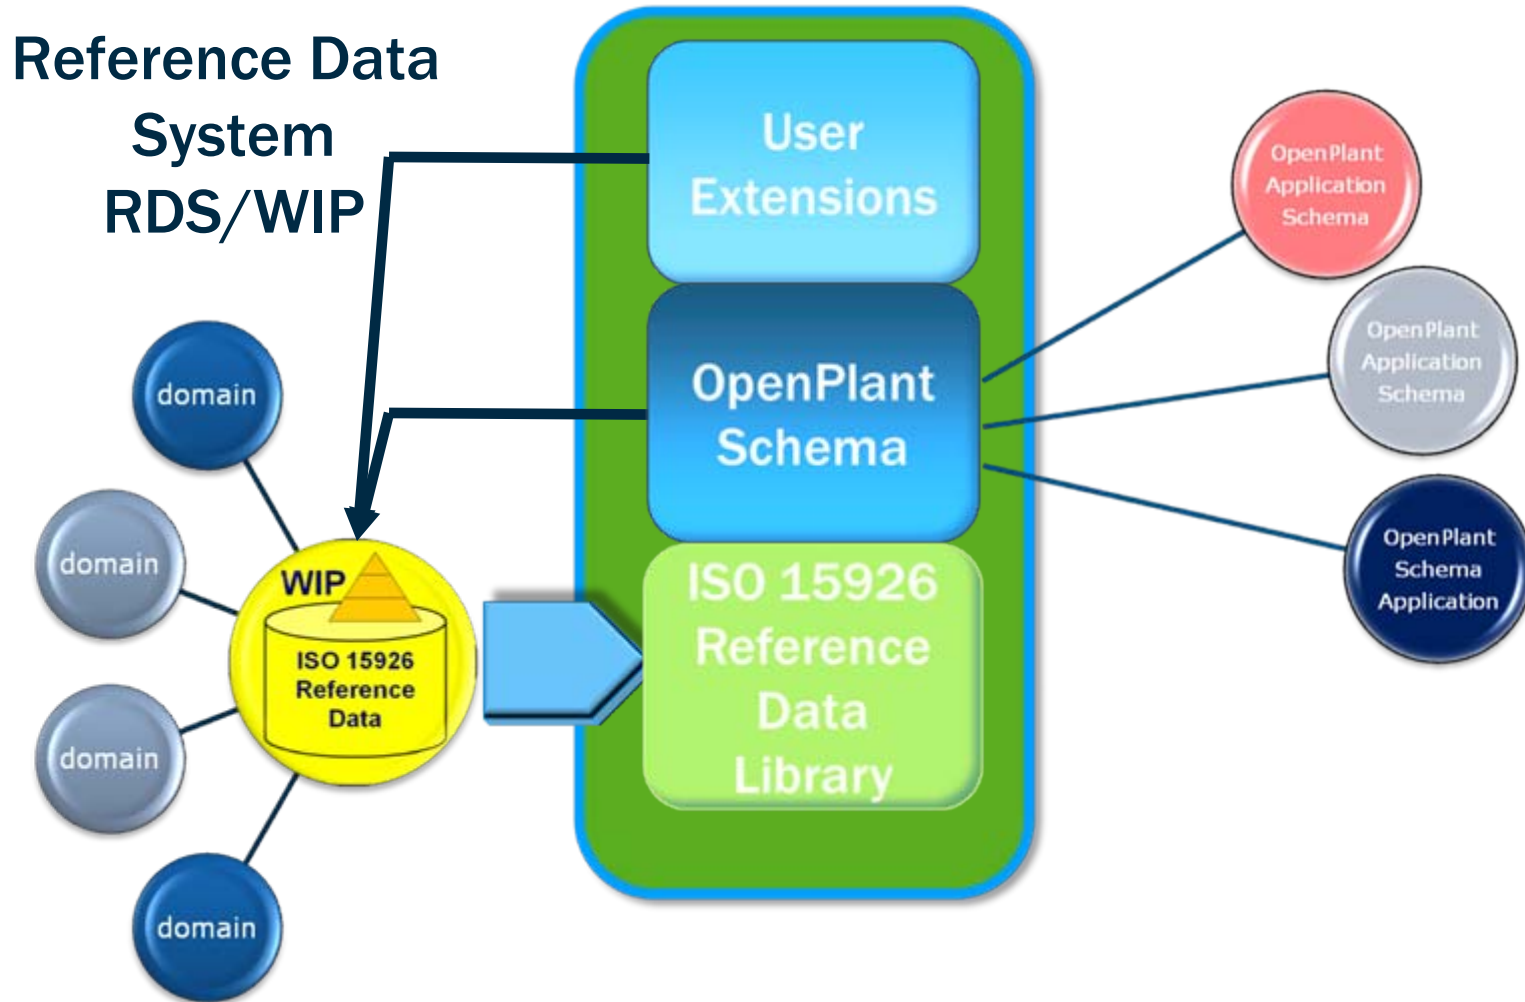 Reference Data
System
RDS/WIP
User
Extensions
OpenPlant
Schema
ISO 15926
Reference
Data
Library
domain
domain
domain
domain
WIP
ISO 15926
Reference
Data
OpenPlant
Application
Schema
OpenPlant
Application
Schema
OpenPlant
Schema
Application